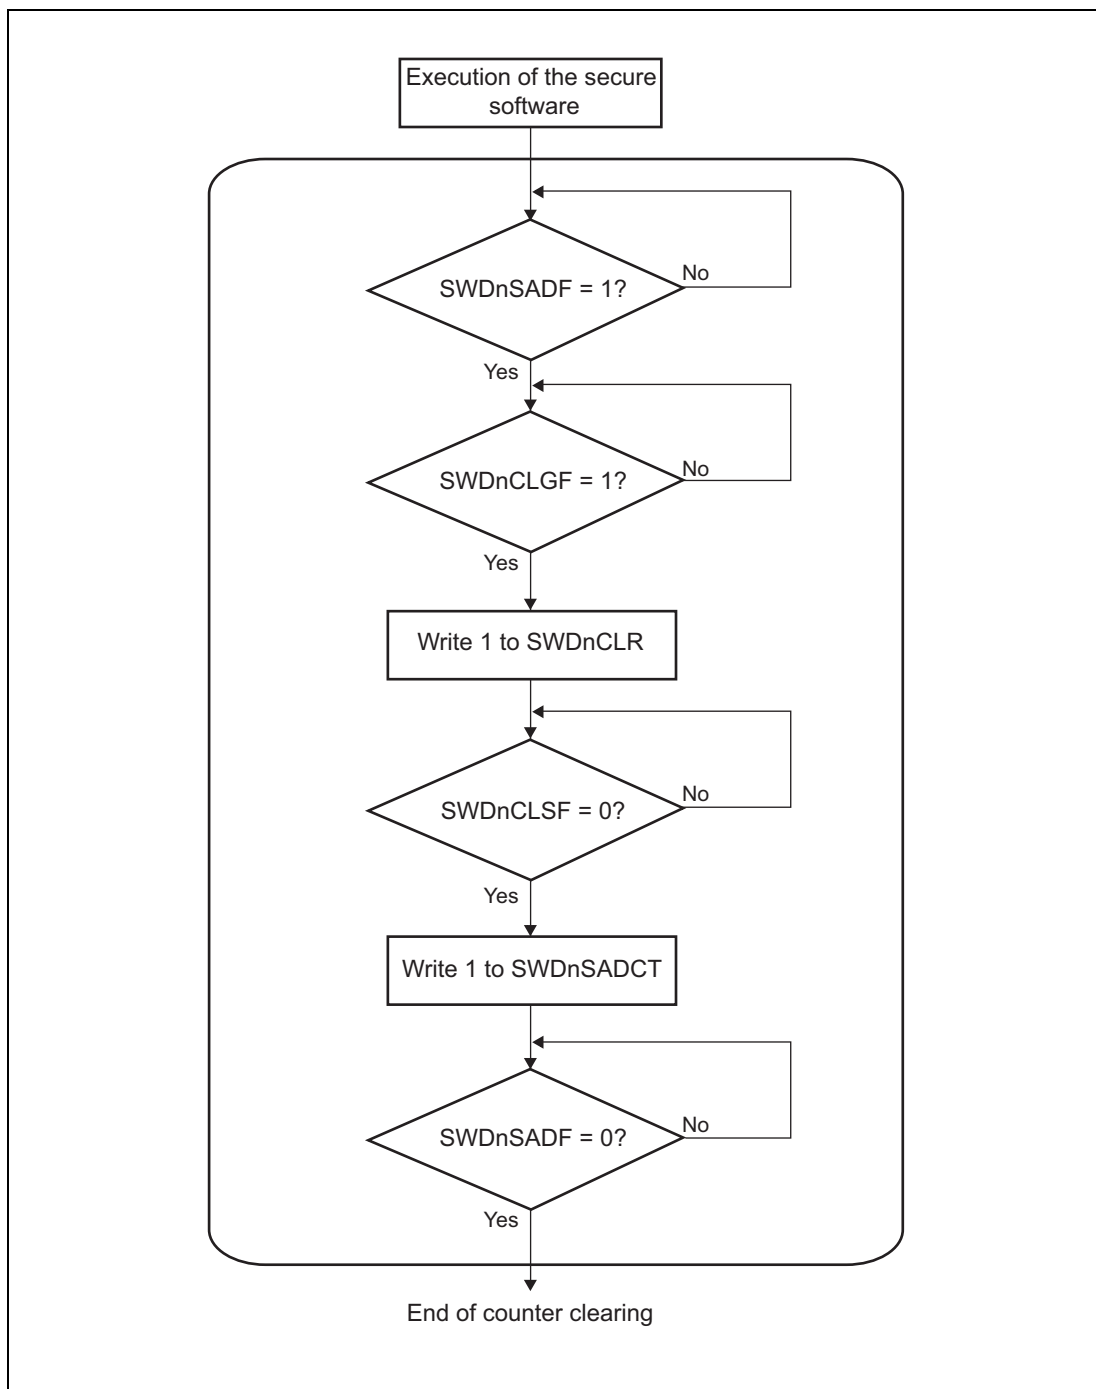 Execution of the secure
software
SWDnSADF = 1?
No
Yes
SWDnCLGF = 1?
No
Yes
Write 1 to SWDnCLR
SWDnCLSF = 0?
No
Yes
Write 1 to SWDnSADCT
SWDnSADF = 0?
No
Yes
End of counter clearing